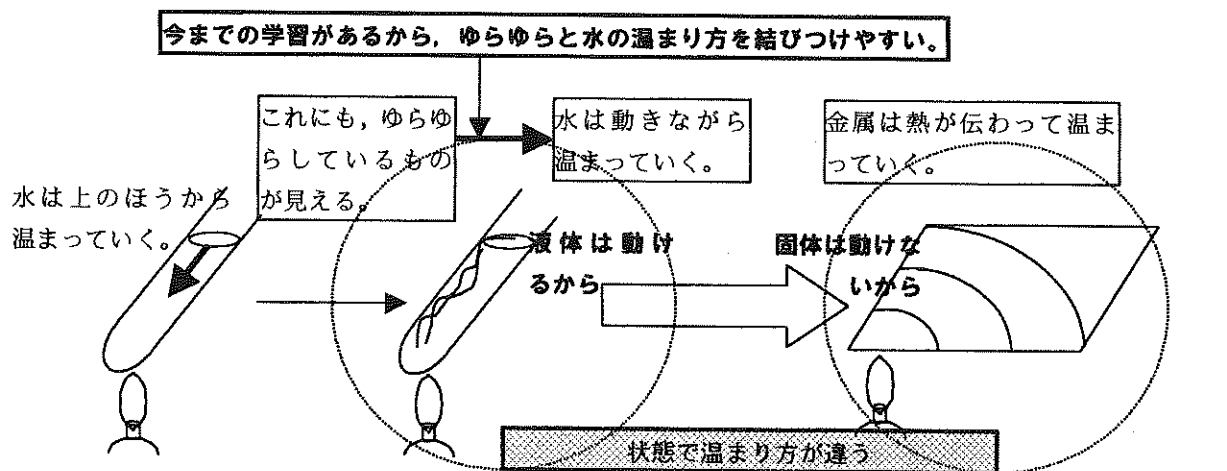 今までの学習があるから，ゆらゆらと水の温まり方を結びつけやすい。
これにも，ゆらゆ
らしているもの
が見える。
水は動きながら
温まっていく。
金属は熱が伝わって温ま
っていく。
水は上のほうから
温まっていく。
液体は動け
るから
固体は動けな
いから
状態で温まり方が違う